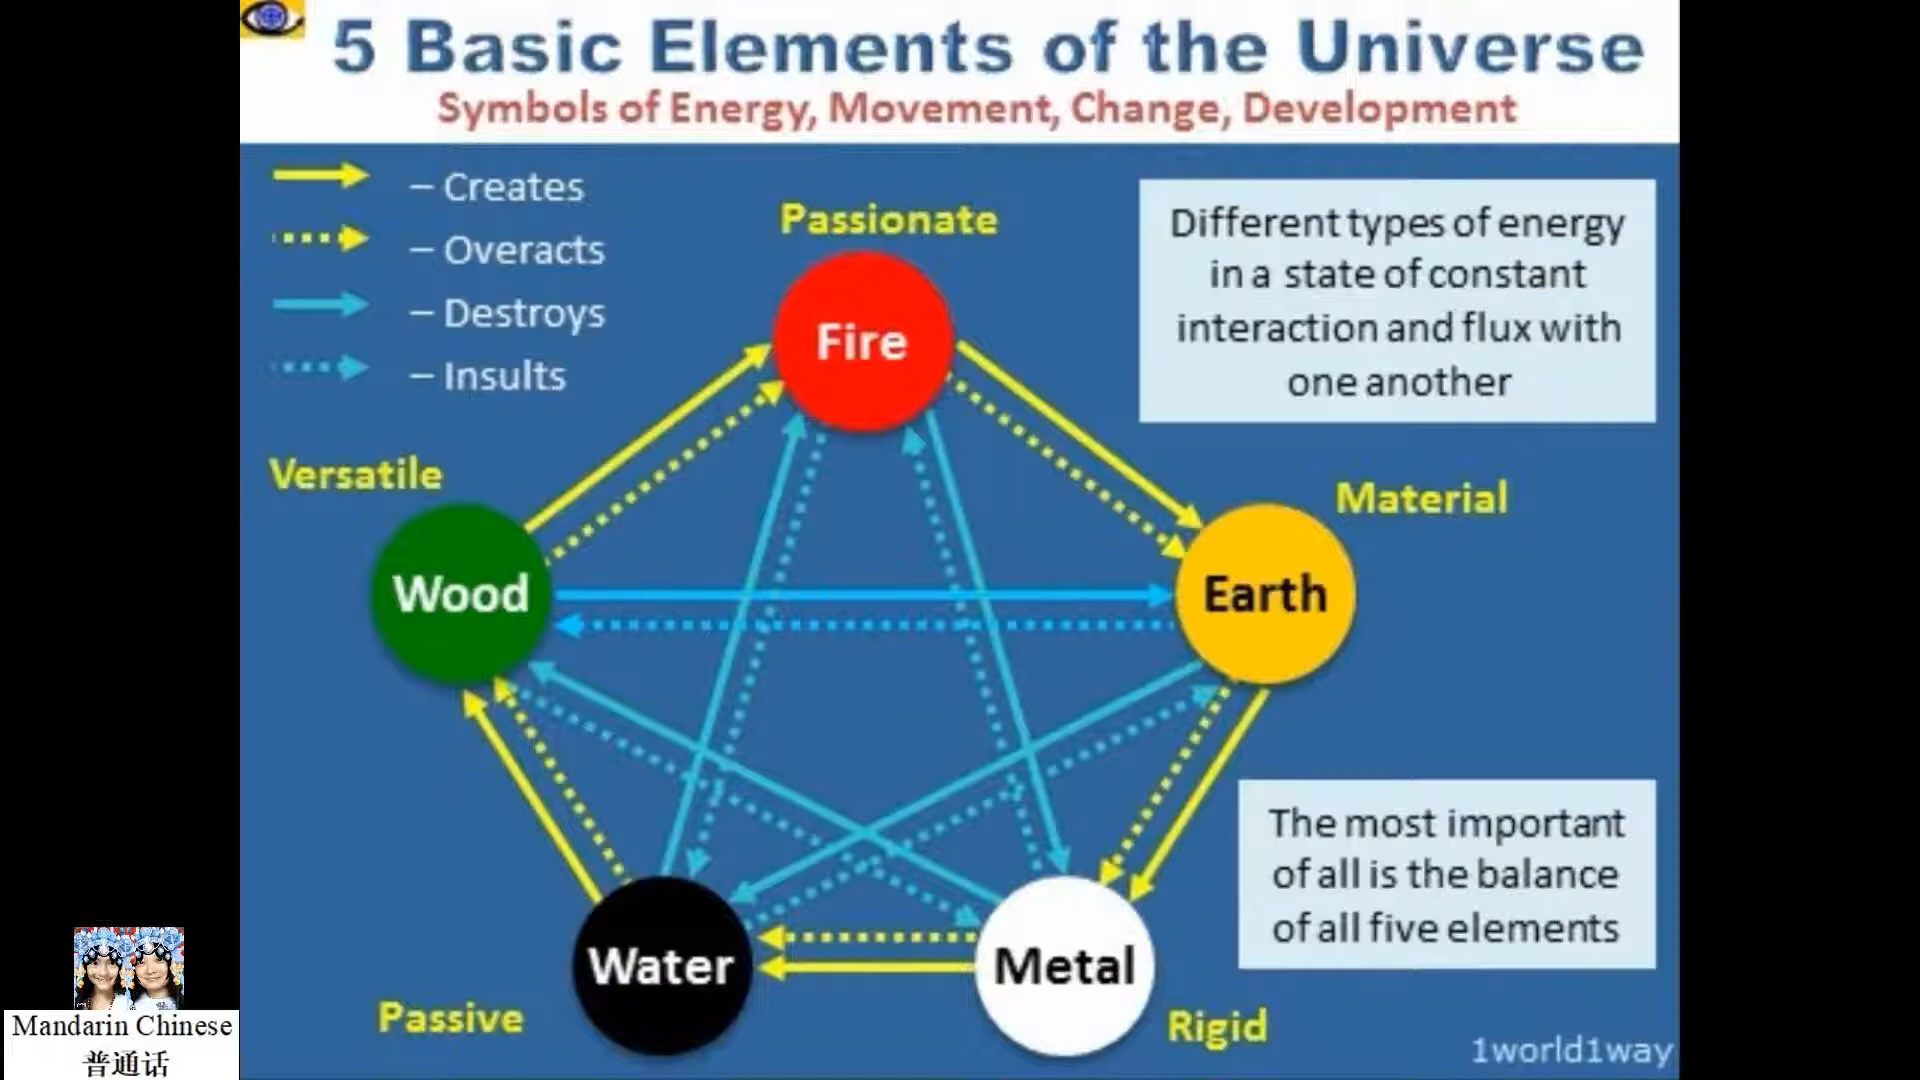 5 Basic Elements of the Universe
Symbols of Energy, Movement, Change, Development
– Creates
– Overacts
– Destroys
– Insults
Passionate
Fire
Different types of energy
in a state of constant
interaction and flux with
one another
Versatile
Wood
Material
Earth
The most important
of all is the balance
of all five elements
Water
Passive
Metal
Rigid
1world1way
Mandarin Chinese
普通话